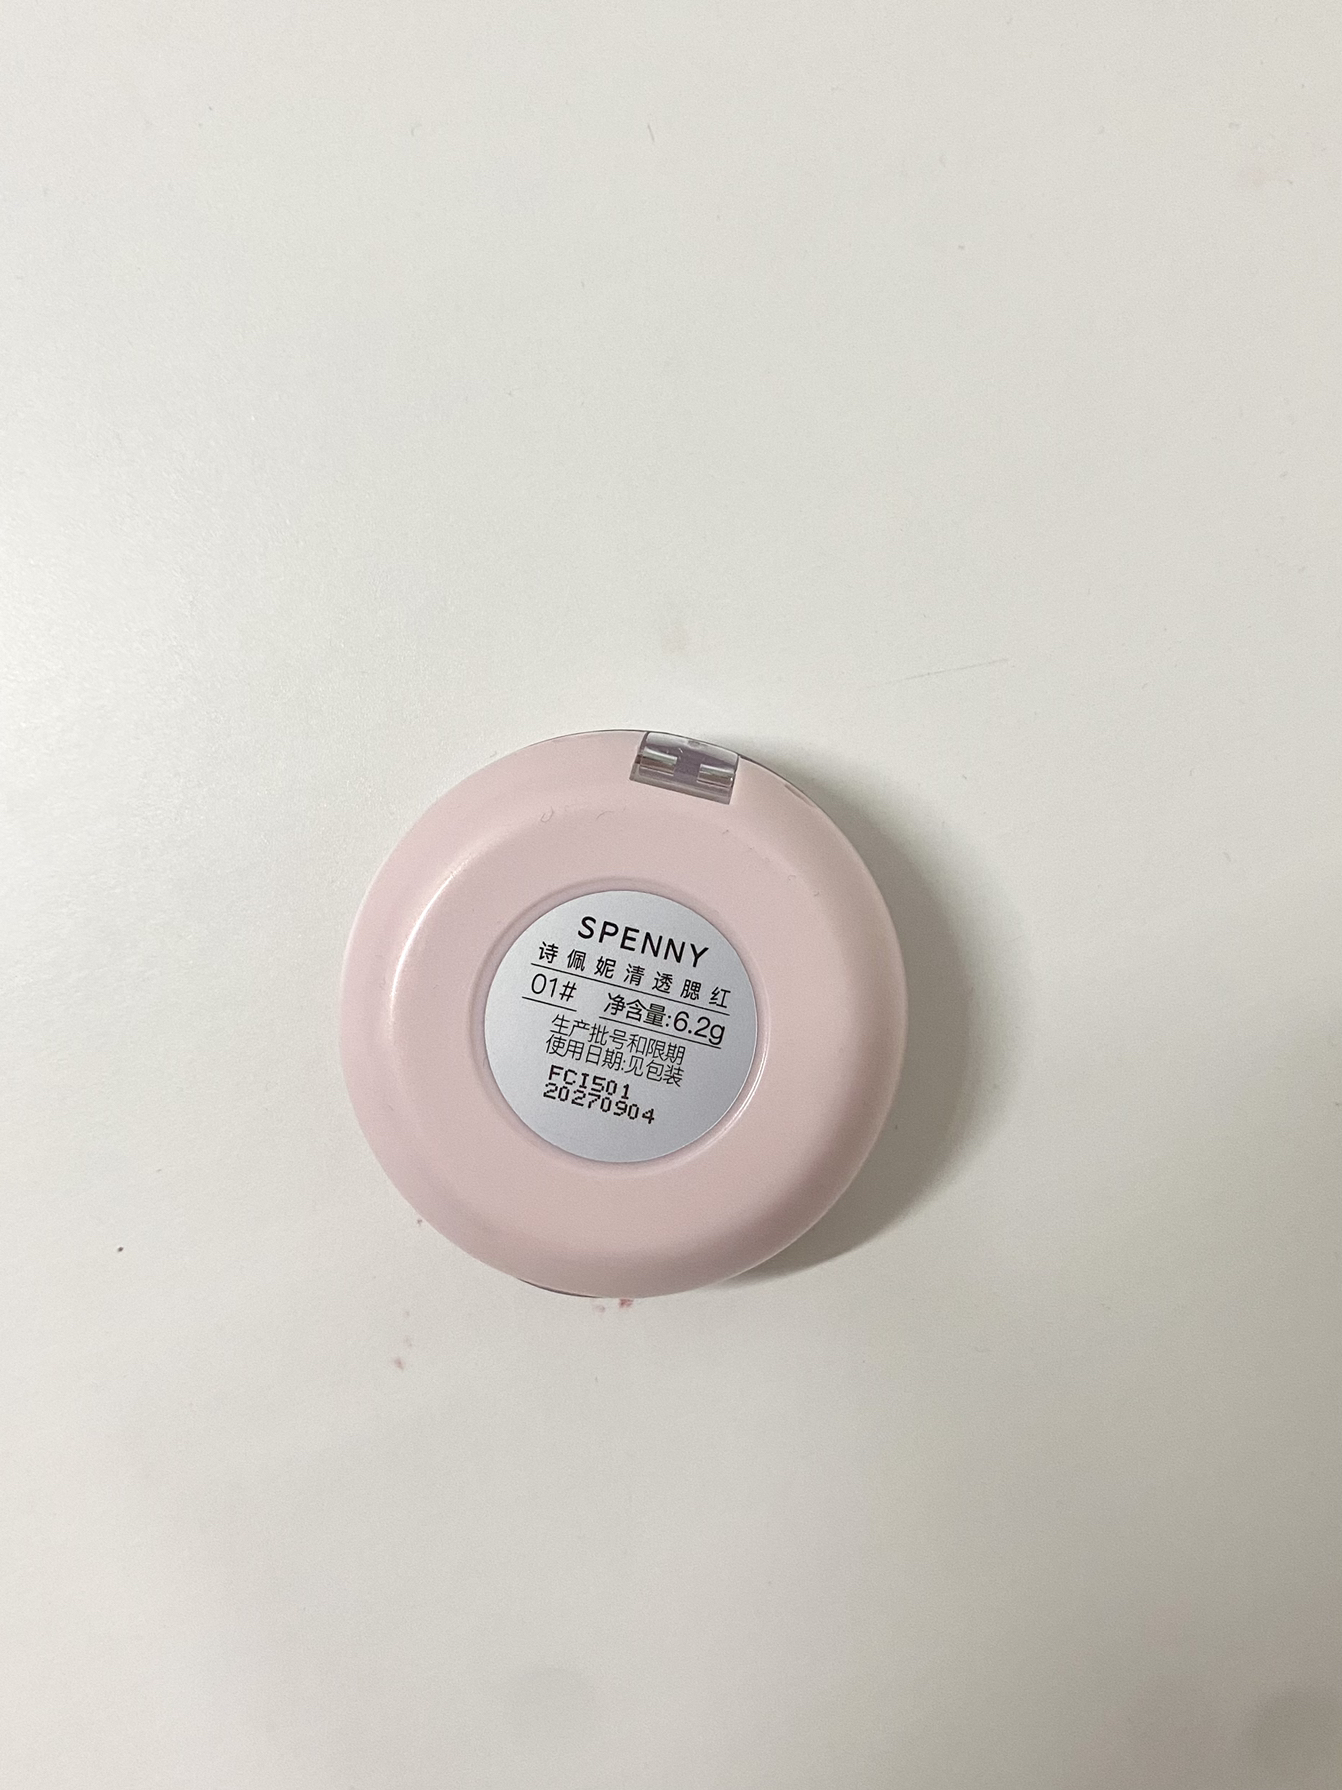 SPENNY
诗佩妮清透腮红
01# 净含量:6.2g
生产批号和限期
使用日期:见包装
FCI501
20270904